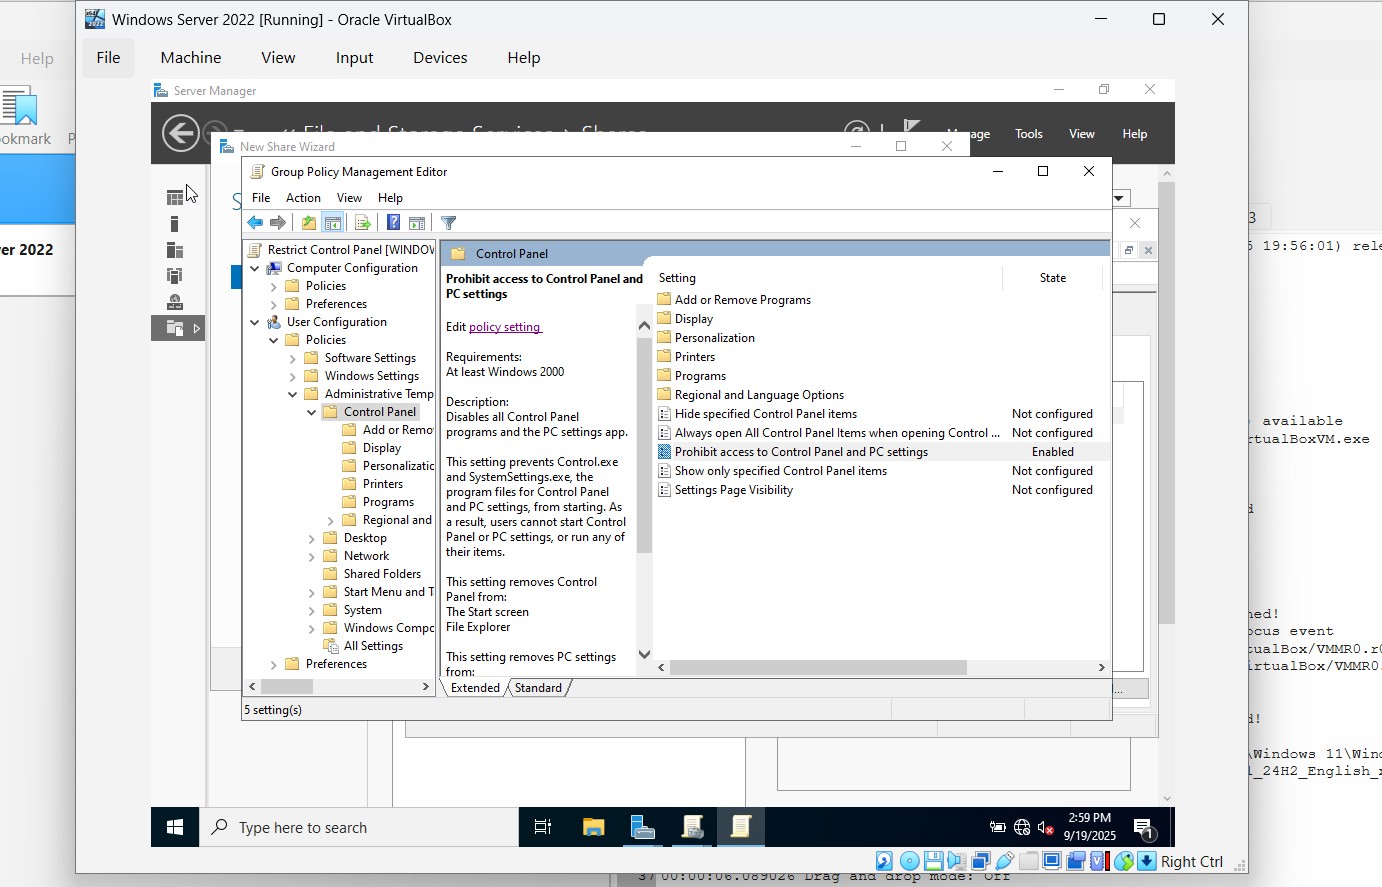 Windows Server 2022 [Running] - Oracle VirtualBox
File Machine View Input Devices Help
Help
Server Manager
File and Storage Services
Shares
Tools View Help
New Share Wizard
Group Policy Management Editor
File Action View Help
Restrict Control Panel [WINDOW
Computer Configuration
Policies
Preferences
User Configuration
Policies
Software Settings
Windows Settings
Administrative Temp
Control Panel
Add or Remo
Display
Personalizatic
Printers
Programs
Regional and
Desktop
Network
Shared Folders
Start Menu and T
System
Windows Compo
All Settings
Preferences
Control Panel
Prohibit access to Control Panel and
PC settings
Edit policy setting
Requirements:
At least Windows 2000
Description:
Disables all Control Panel
programs and the PC settings app.
This setting prevents Control.exe
and SystemSettings.exe, the
program files for Control Panel
and PC settings, from starting. As
a result, users cannot start Control
Panel or PC settings, or run any of
their items.
This setting removes Control
Panel from:
The Start screen
File Explorer
This setting removes PC settings
from:
Setting State
Add or Remove Programs
Display
Personalization
Printers
Programs
Regional and Language Options
Hide specified Control Panel items Not configured
Always open All Control Panel Items when opening Control ... Not configured
Prohibit access to Control Panel and PC settings Enabled
Show only specified Control Panel items Not configured
Settings Page Visibility Not configured
Extended Standard
5 setting(s)
Type here to search
2:59 PM
9/19/2025
1
Right Ctrl
okmark P
er 2022
3
19:56:01) rele
available
rtualBoxVM.exe
ned!
ocus event
tualBox/VMMR0.r0
irtualBox/VMMR0.
\Windows 11\Wind
_24H2_English_x
37 00:00:06.089026 Drag and drop mode: Off